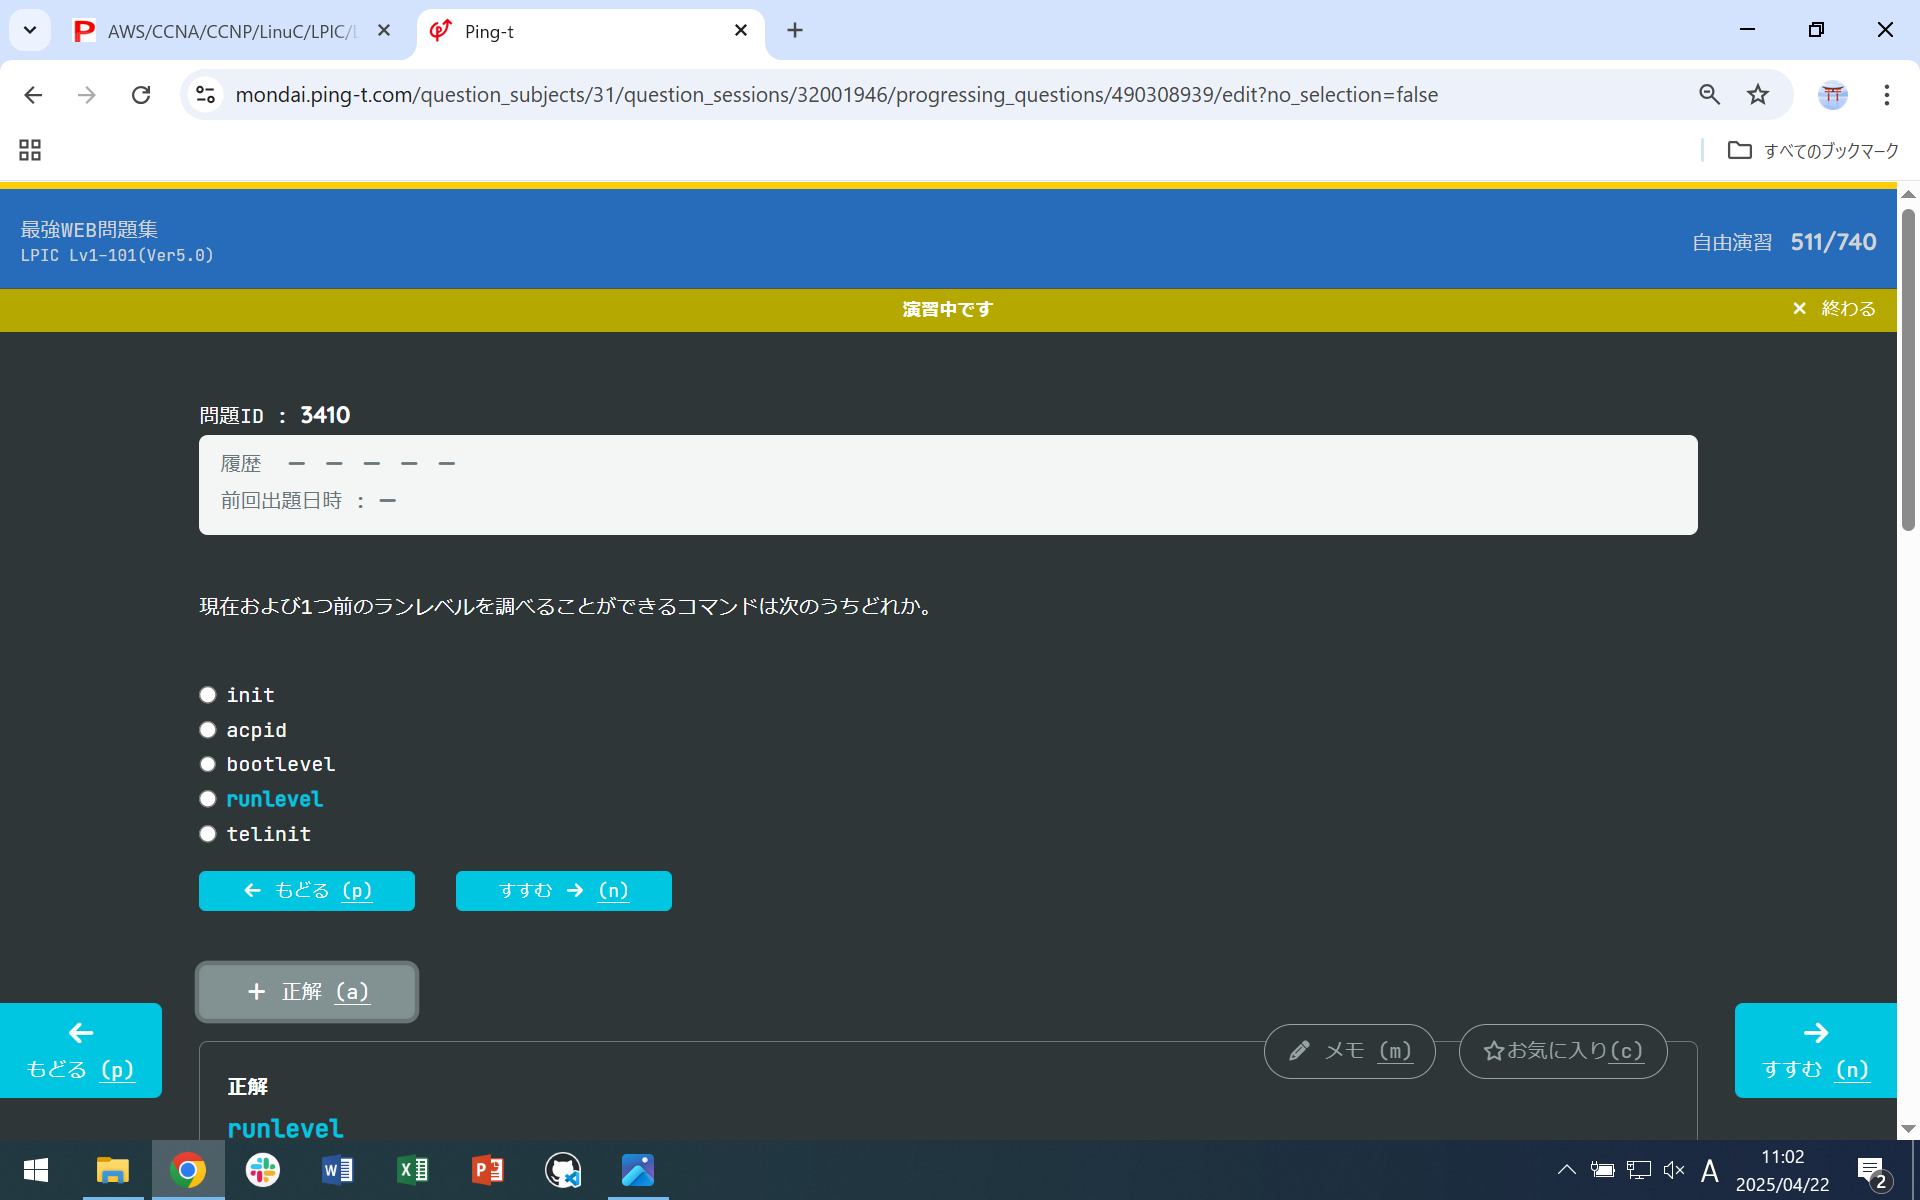 AWS/CCNA/CCNP/LinuC/LPIC/
Ping-t
mondai.ping-t.com/question_subjects/31/question_sessions/32001946/progressing_questions/490308939/edit?no_selection=false
すべてのブックマーク
最強WEB問題集
LPIC Lv1-101(Ver5.0)
自由演習 511/740
演習中です
× 終わる
問題ID : 3410
履歴 － － － － －
前回出題日時 : －
現在および1つ前のランレベルを調べることができるコマンドは次のうちどれか。
init
acpid
bootlevel
runlevel
telinit
← もどる (p)
すすむ → (n)
+ 正解 (a)
← もどる (p)
→ すすむ (n)
メモ (m)
☆お気に入り(c)
正解
runlevel
A
11:02
2025/04/22
2